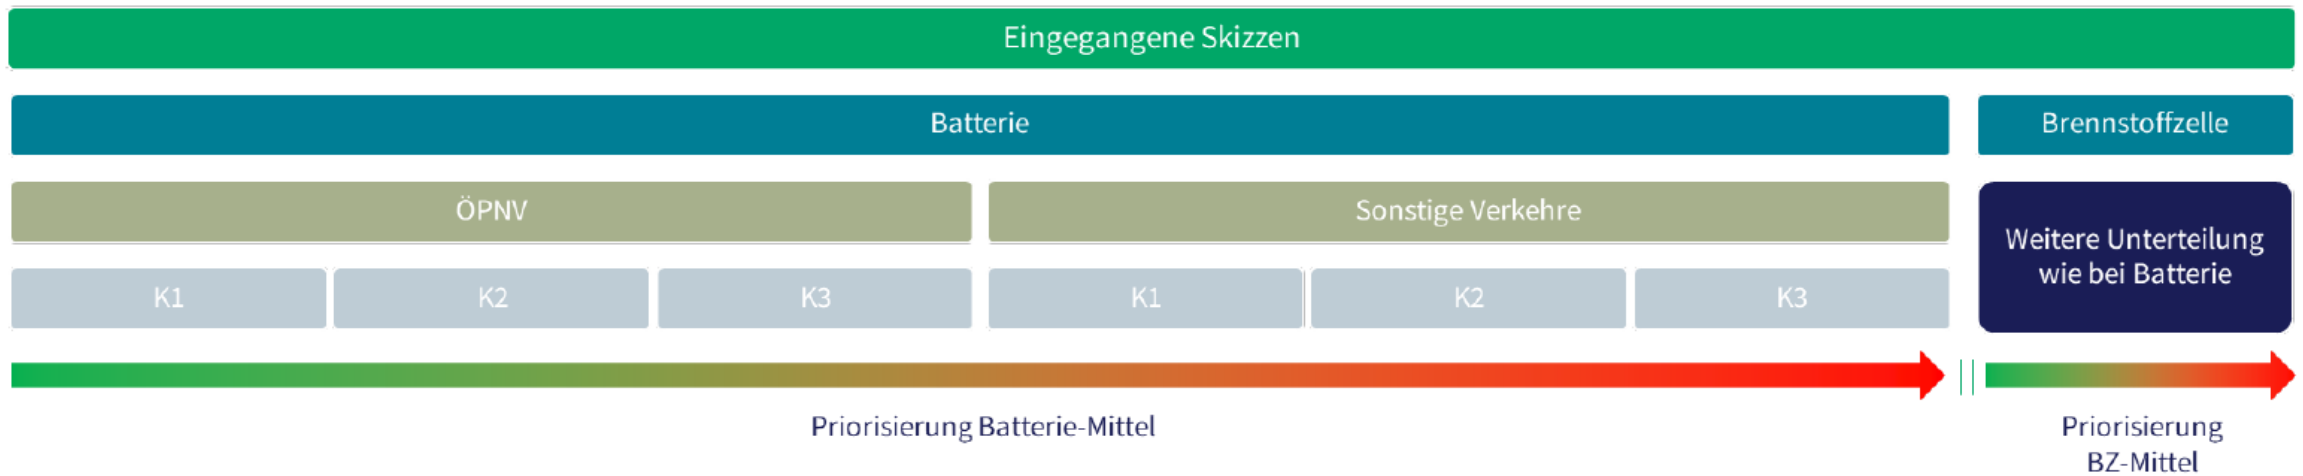 Eingegangene Skizzen
Batterie
Brennstoffzelle
ÖPNV
Sonstige Verkehre
Weitere Unterteilung
wie bei Batterie
K1
K2
K3
K1
K2
K3
Priorisierung Batterie-Mittel
Priorisierung
BZ-Mittel